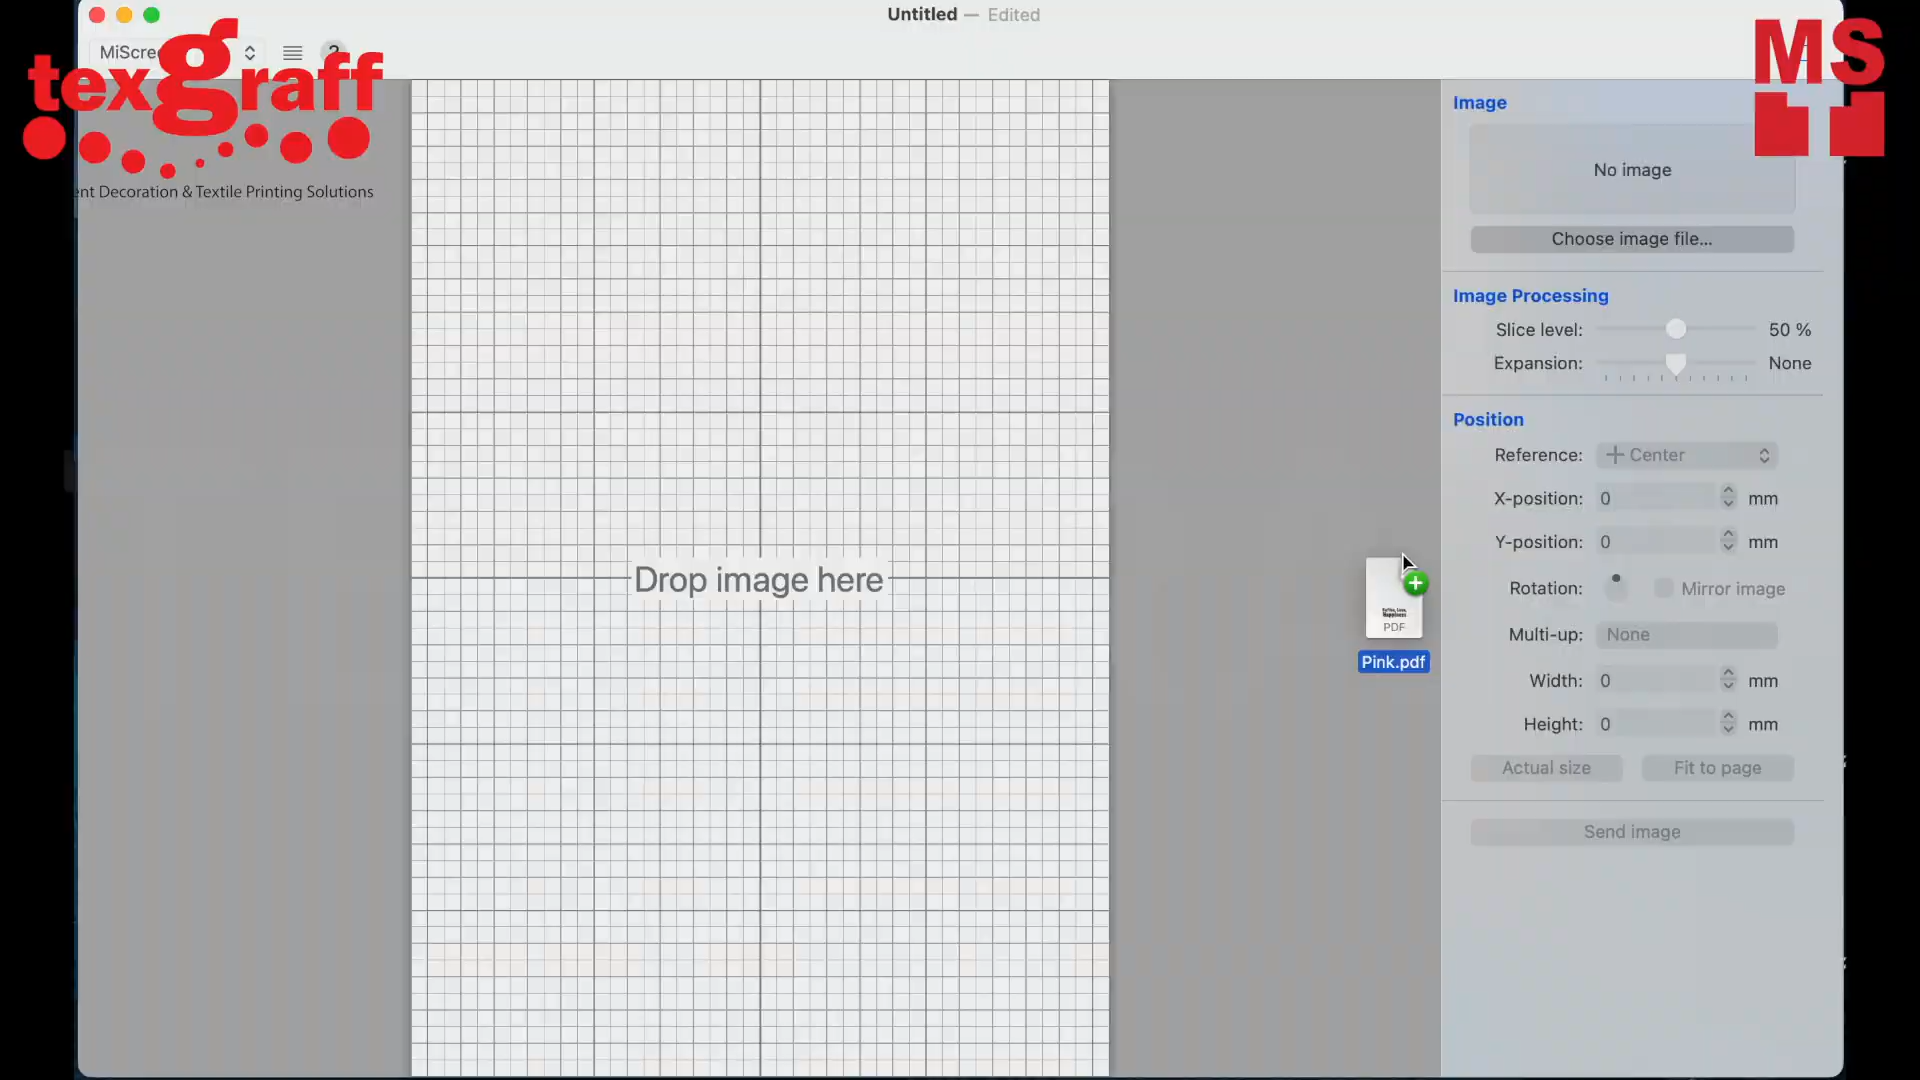 Untitled — Edited
MiScree
?
texgraff
ent Decoration & Textile Printing Solutions
MS
Image
No image
Choose image file...
Image Processing
Slice level: 50 %
Expansion: None
Position
Reference: Center
X-position: 0 mm
Y-position: 0 mm
Rotation: Mirror image
Multi-up: None
Width: 0 mm
Height: 0 mm
Actual size Fit to page
Send image
Drop image here
PDF
Pink.pdf